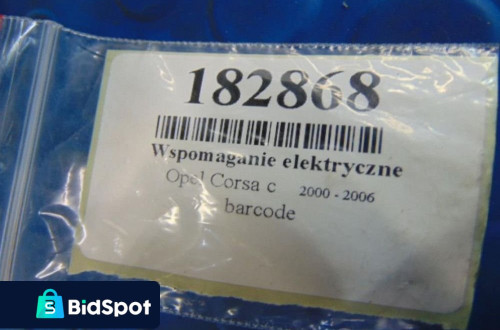 182868
Wspomaganie elektryczne
Opel Corsa c 2000 - 2006
barcode
BidSpot